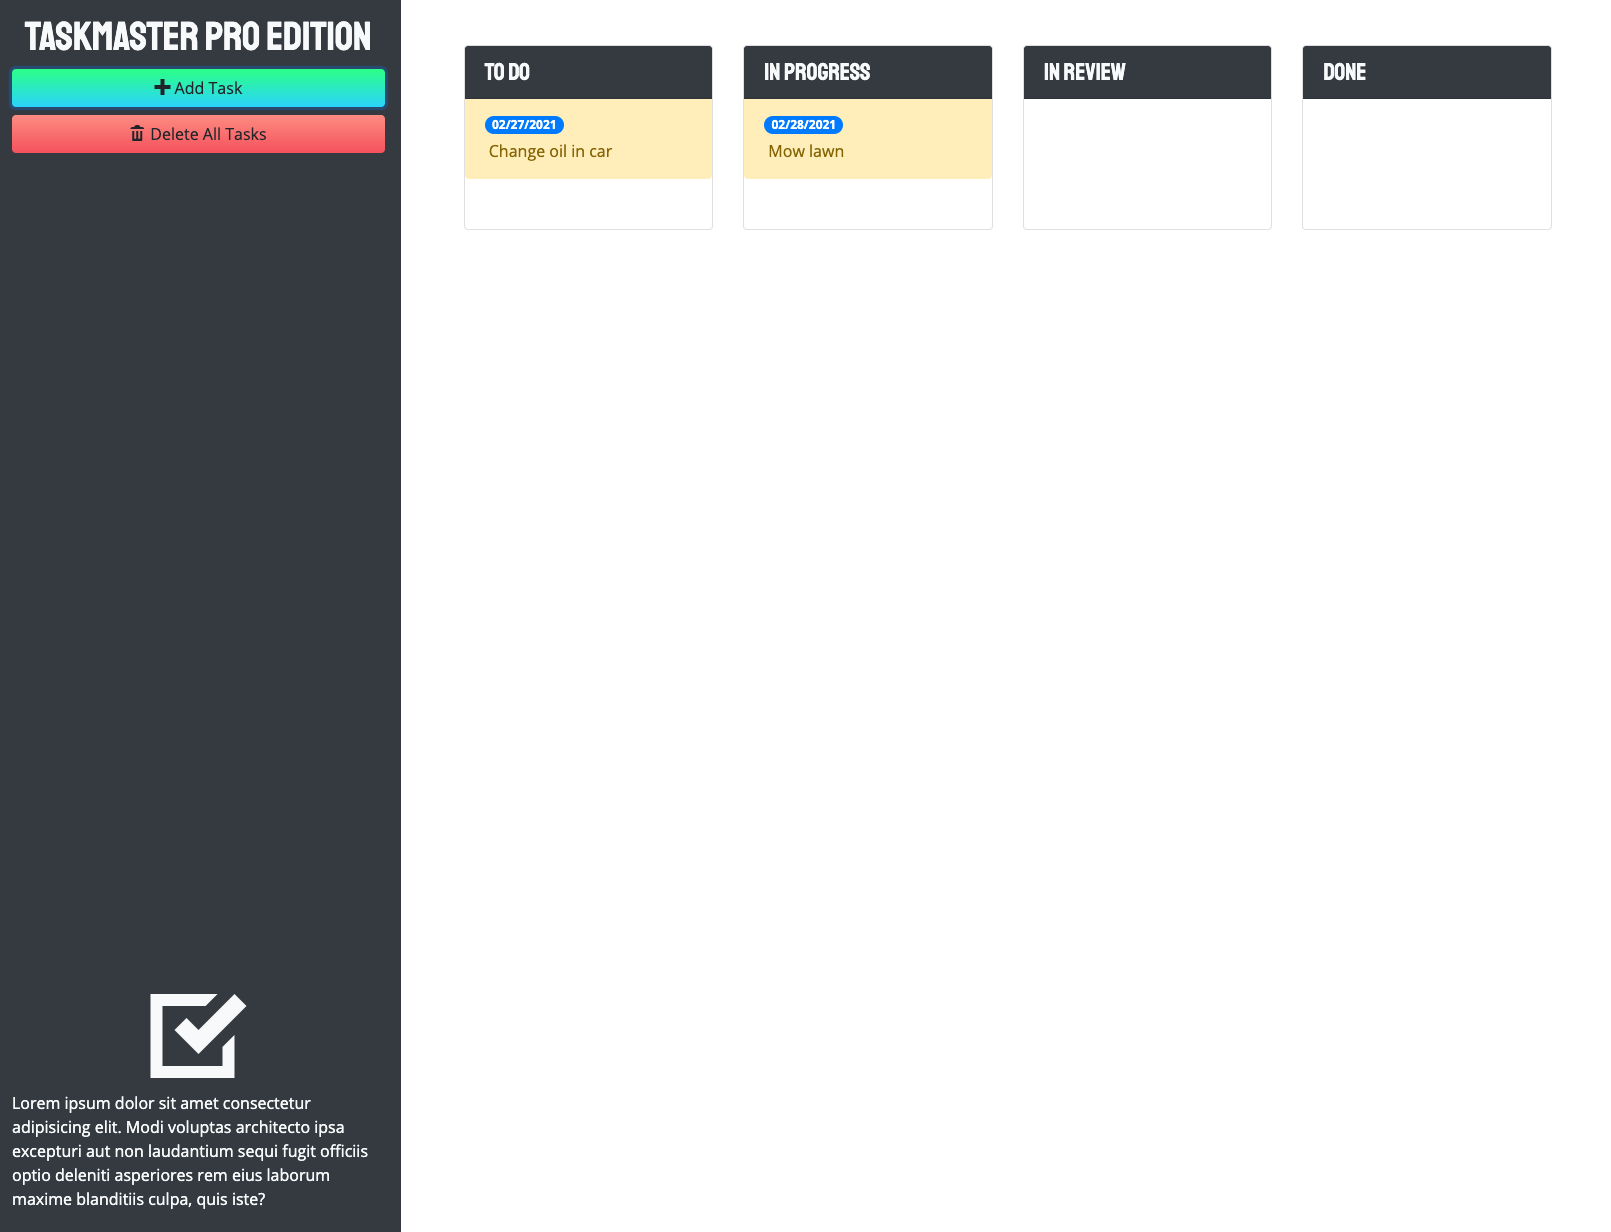 TASKMASTER PRO EDITION
Add Task
Delete All Tasks
TO DO
02/27/2021
Change oil in car
IN PROGRESS
02/28/2021
Mow lawn
IN REVIEW
DONE
Lorem ipsum dolor sit amet consectetur
adipisicing elit. Modi voluptas architecto ipsa
excepturi aut non laudantium sequi fugit officiis
optio deleniti asperiores rem eius laborum
maxime blanditiis culpa, quis iste?